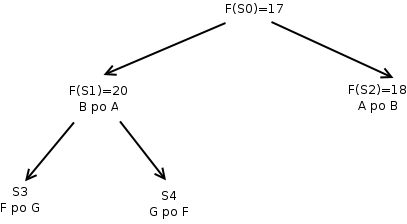 F(S0)=17
F(S1)=20
B po A
F(S2)=18
A po B
S3
F po G
S4
G po F